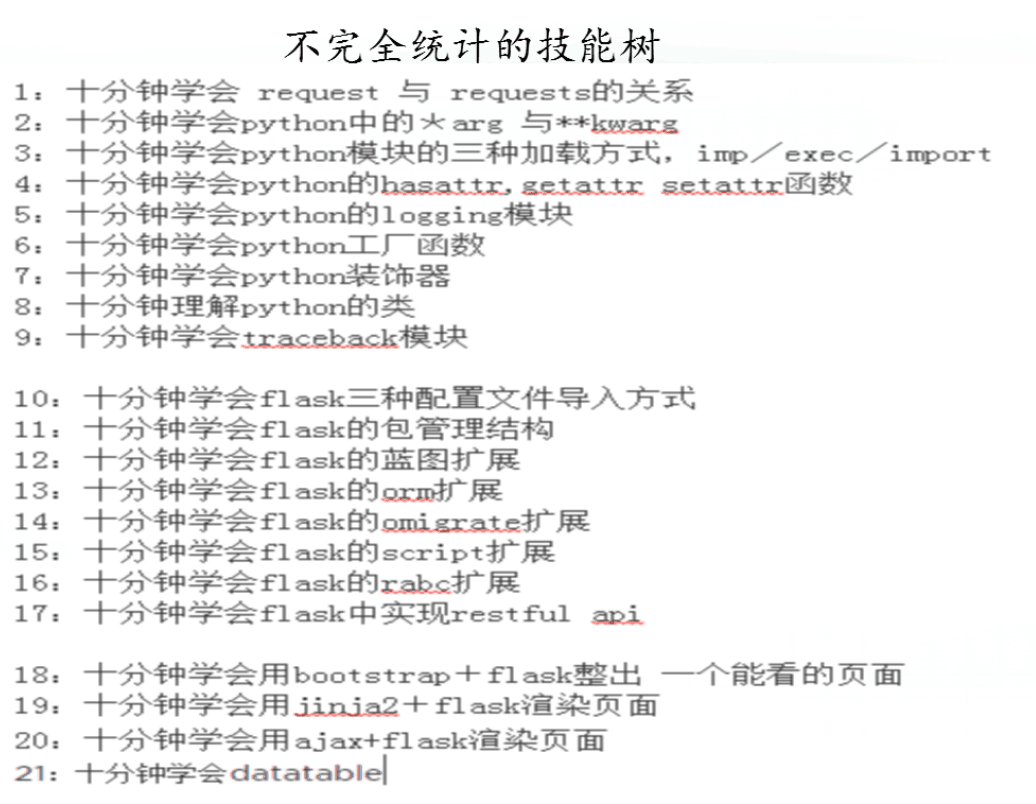 不完全统计的技能树
1: 十分钟学会 request 与 requests的关系
2: 十分钟学会python中的＊arg 与**kwarg
3: 十分钟学会python模块的三种加载方式，imp／exec／import
4: 十分钟学会python的hasattr,getattr setattr函数
5: 十分钟学会python的logging模块
6: 十分钟学会python工厂函数
7: 十分钟学会python装饰器
8: 十分钟理解python的类
9: 十分钟学会traceback模块
10: 十分钟学会flask三种配置文件导入方式
11: 十分钟学会flask的包管理结构
12: 十分钟学会flask的蓝图扩展
13: 十分钟学会flask的orm扩展
14: 十分钟学会flask的omigrate扩展
15: 十分钟学会flask的script扩展
16: 十分钟学会flask的rabc扩展
17: 十分钟学会flask中实现restful api
18: 十分钟学会用bootstrap＋flask整出 一个能看的页面
19: 十分钟学会用jinja2＋flask渲染页面
20: 十分钟学会用ajax+flask渲染页面
21: 十分钟学会datatable